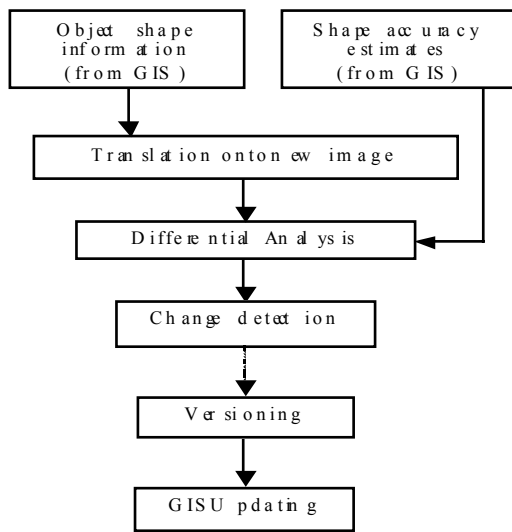 Object shape
information
(from GIS)
Shape accuracy
estimates
(from GIS)
Translation onto new image
Differential Analysis
Change detection
Versioning
GIS Updating